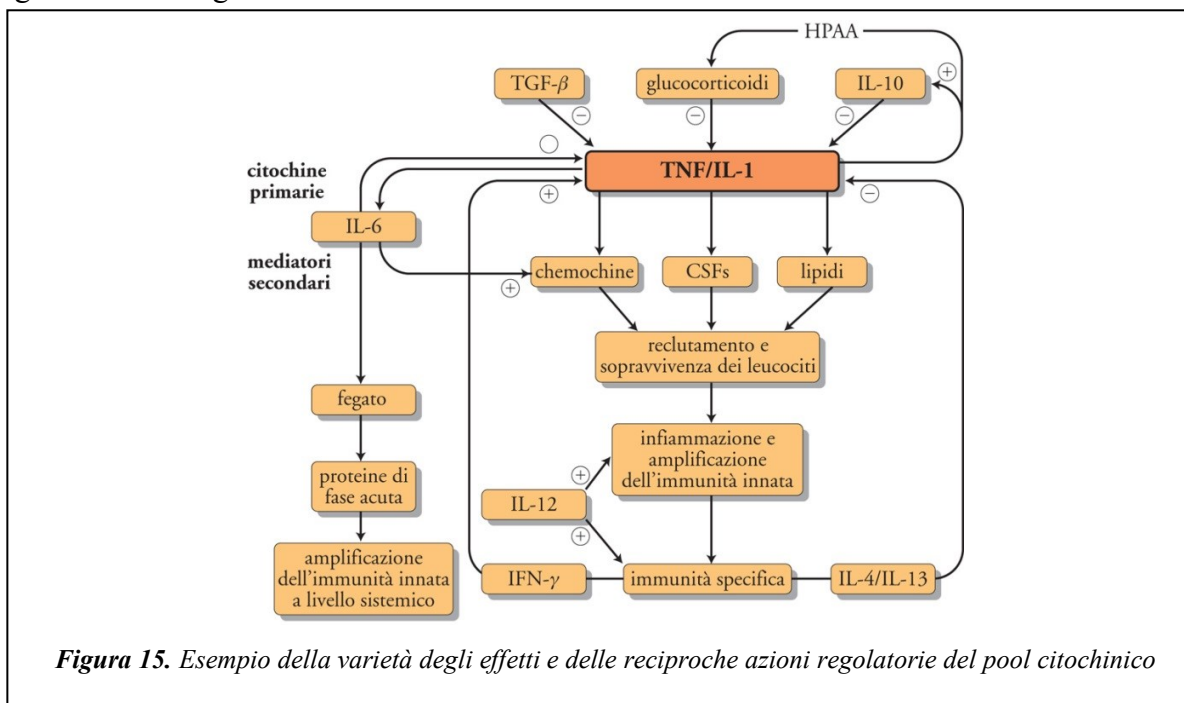 HPAA
TGF-β
glucocorticoidi
IL-10
+
−
−
−
TNF/IL-1
citochine
primarie
+
−
IL-6
mediatori
secondari
+
chemochine
CSFs
lipidi
reclutamento e
sopravvivenza dei leucociti
fegato
infiammazione e
amplificazione
dell'immunità innata
proteine di
fase acuta
+
IL-12
+
amplificazione
dell'immunità innata
a livello sistemico
IFN-γ
immunità specifica
IL-4/IL-13
Figura 15. Esempio della varietà degli effetti e delle reciproche azioni regolatorie del pool citochinico